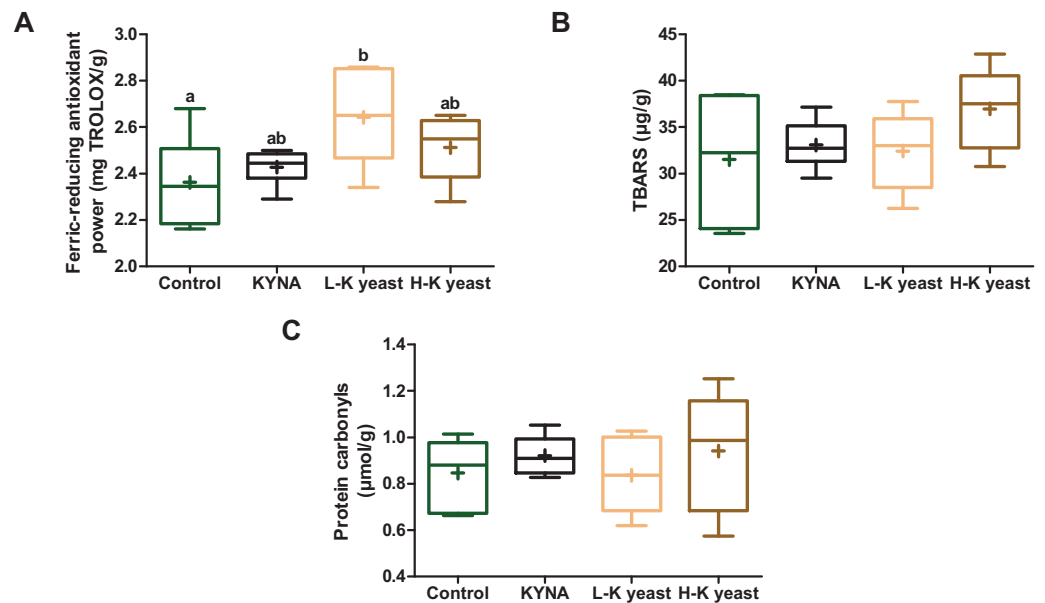 A
Ferric-reducing antioxidant
power (mg TROLOX/g)
3.0
2.8
2.6
2.4
2.2
2.0
a
ab
b
ab
Control KYNA L-K yeast H-K yeast
B
TBARS (µg/g)
45
40
35
30
25
20
Control KYNA L-K yeast H-K yeast
C
Protein carbonyls
(µmol/g)
1.4
1.2
1.0
0.8
0.6
0.4
Control KYNA L-K yeast H-K yeast